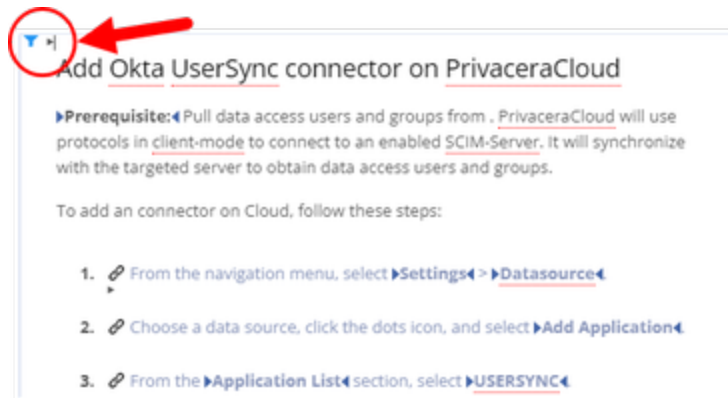 Add Okta UserSync connector on PrivaceraCloud
Prerequisite: Pull data access users and groups from . PrivaceraCloud will use
protocols in client-mode to connect to an enabled SCIM-Server. It will synchronize
with the targeted server to obtain data access users and groups.
To add an connector on Cloud, follow these steps:
1. From the navigation menu, select Settings > Datasource.
2. Choose a data source, click the dots icon, and select Add Application.
3. From the Application List section, select USERSYNC.